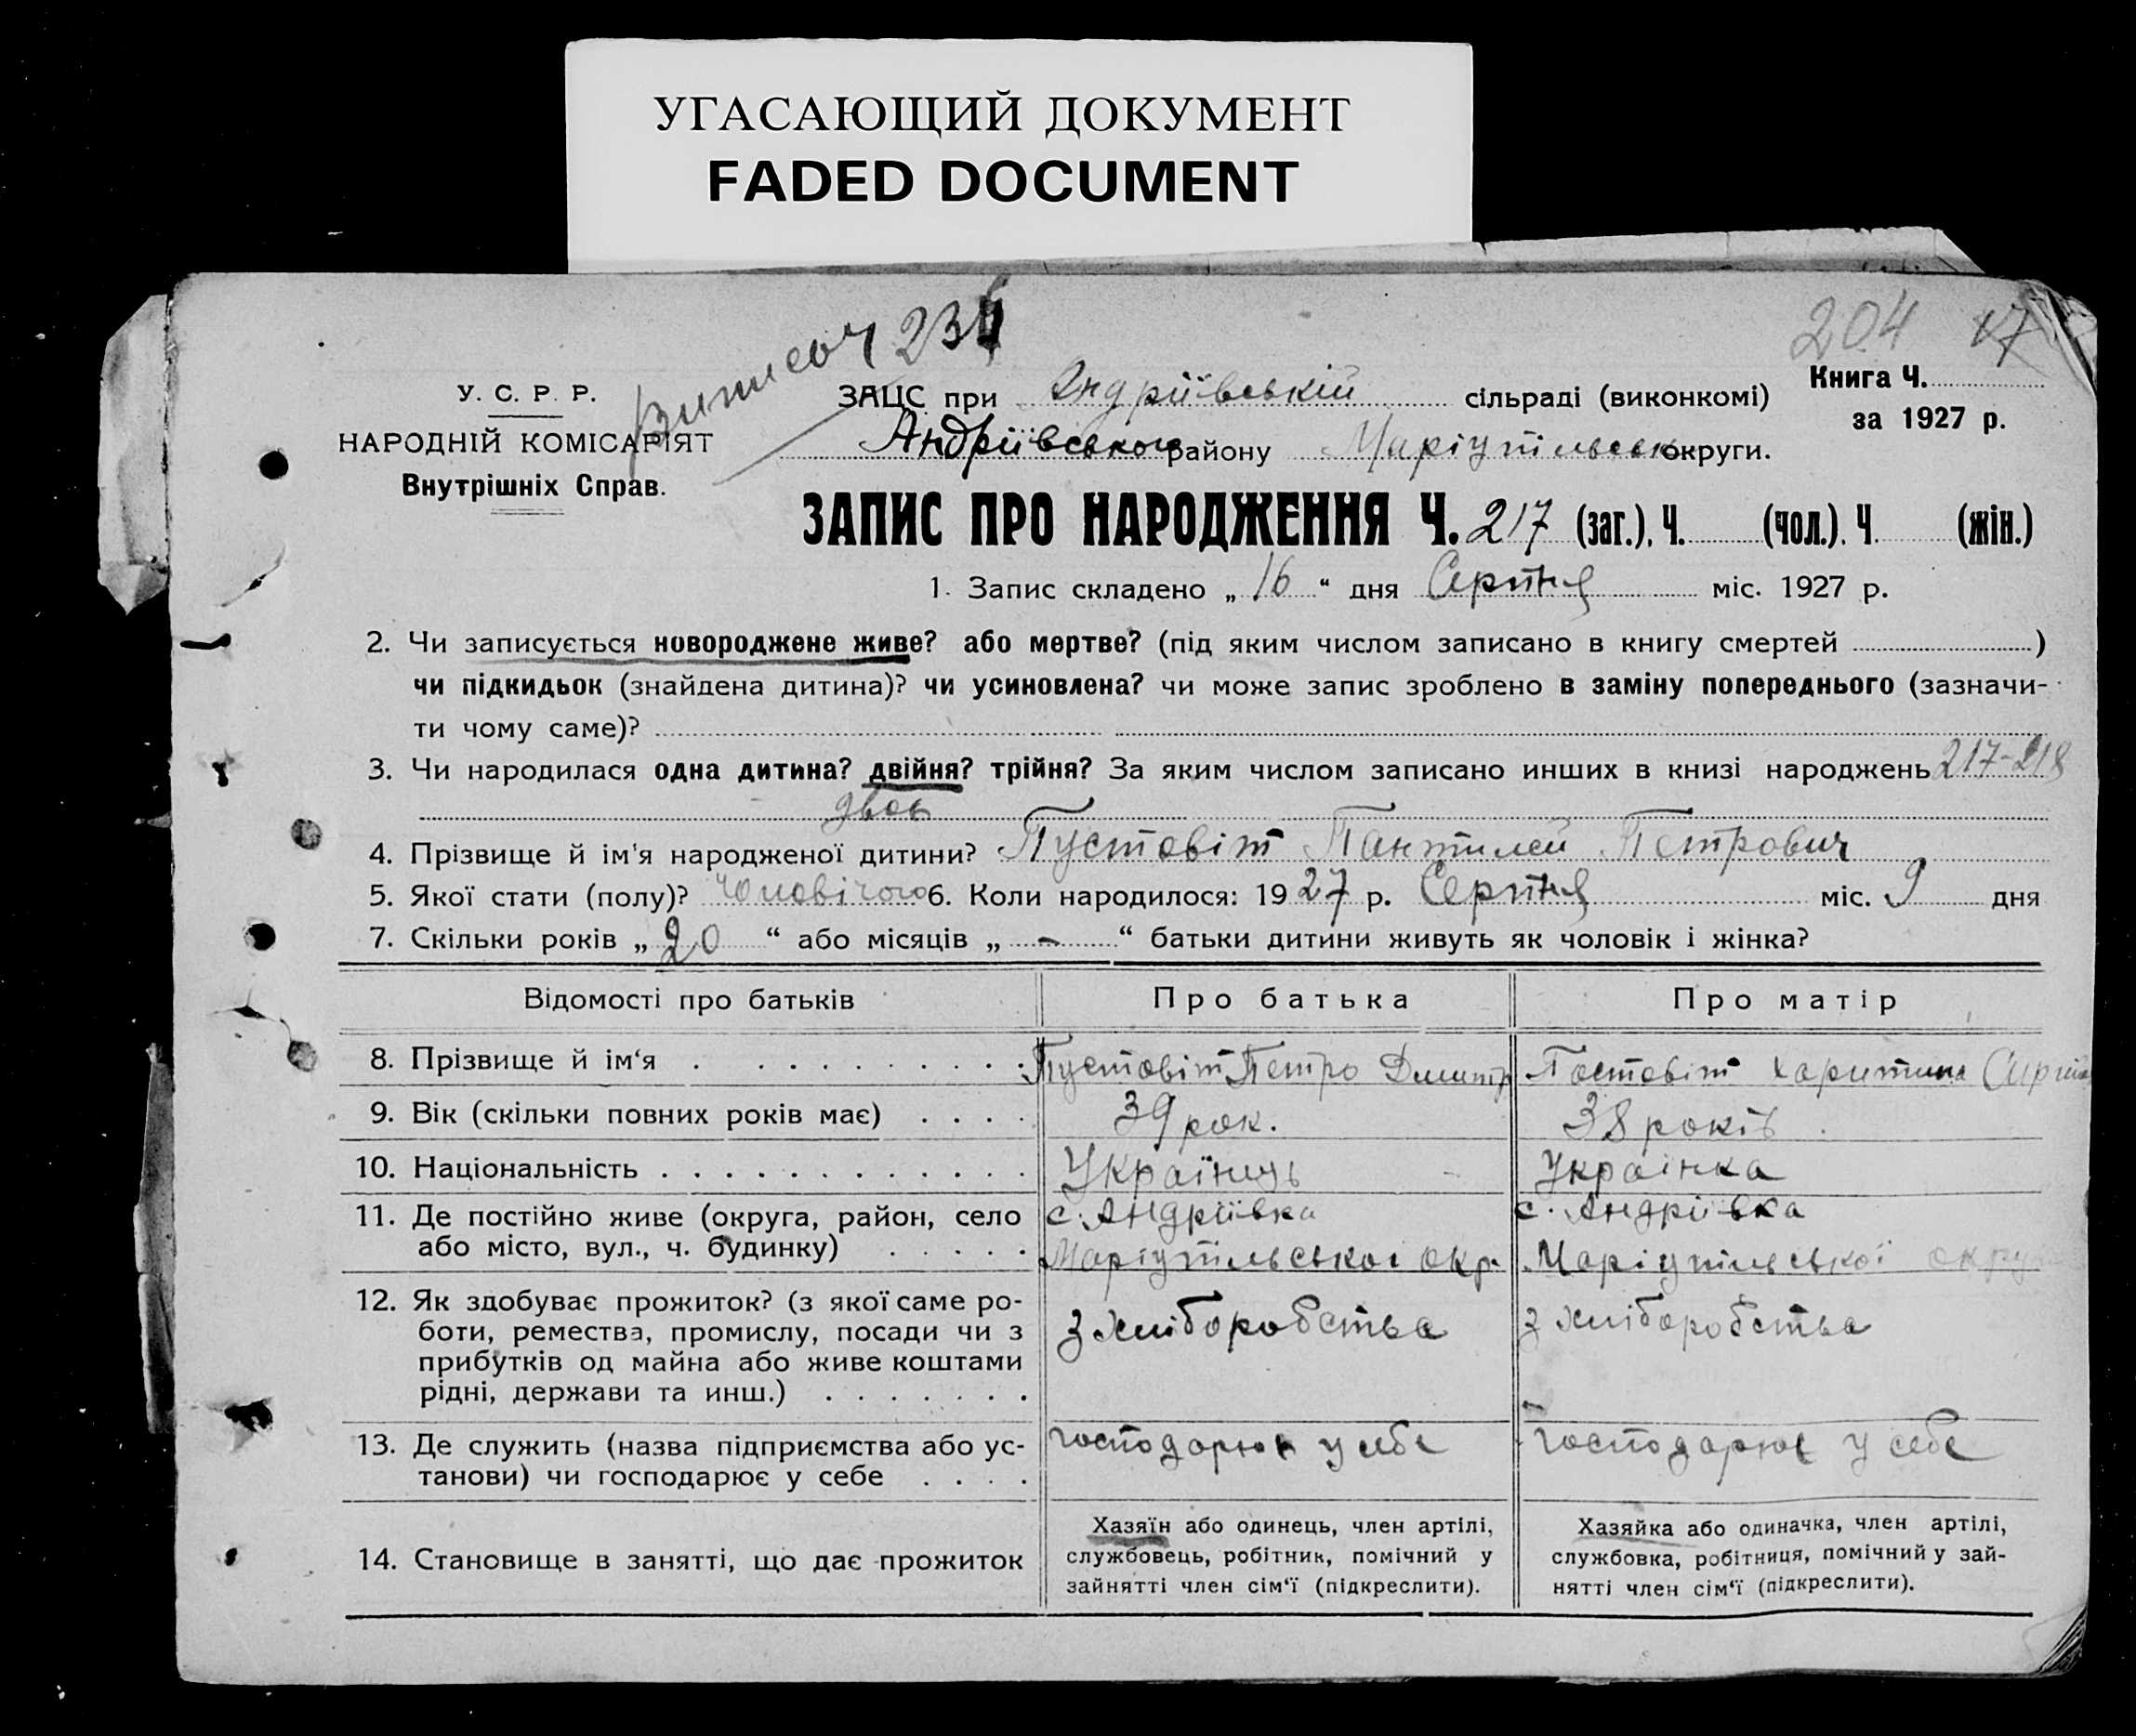 УГАСАЮЩИЙ ДОКУМЕНТ
FADED DOCUMENT
204
У. С. Р. Р.
НАРОДНІЙ КОМІСАРІЯТ
Внутрішніх Справ.
ЗАЦС при Андріївській сільраді (виконкомі)
Андріївського району Маріупільськ округи.
Книга Ч.
за 1927 р.
ЗАПИС ПРО НАРОДЖЕННЯ Ч. 217 (заг.). Ч. (чол.). Ч. (жін.)
1. Запис складено „ 16 “ дня Серпня міс. 1927 р.
2. Чи записується новороджене живе? або мертве? (під яким числом записано в книгу смертей )
чи підкидьок (знайдена дитина)? чи усиновлена? чи може запис зроблено в заміну попереднього (зазначи-
ти чому саме)?
3. Чи народилася одна дитина? двійня? трійня? За яким числом записано инших в книзі народжень 217-218
двоє
4. Прізвище й ім'я народженої дитини? Пустовіт Пантилей Петрович
5. Якої стати (полу)? Чоловічого 6. Коли народилося: 1927 р. Серпня міс. 9 дня
7. Скільки років „ 20 “ або місяців „ - “ батьки дитини живуть як чоловік і жінка?
Відомості про батьків Про батька Про матір
8. Прізвище й ім‘я Пустовіт Петро Дмитр Постовіт Харитина
9. Вік (скільки повних років має) 39 рок. 38 років
10. Національність Українець Українка
11. Де постійно живе (округа, район, село с. Андріївка с. Андріївка
або місто, вул., ч. будинку) Маріупільської окр. Маріупільської окру
12. Як здобуває прожиток? (з якої саме ро-
боти, ремества, промислу, посади чи з з хліборобства з хліборобства
прибутків од майна або живе коштами
рідні, держави та инш.)
13. Де служить (назва підприємства або ус- господарює у себе господарює у себе
танови) чи господарює у себе
14. Становище в занятті, що дає прожиток
Хазяїн або одинець, член артілі,
службовець, робітник, помічний у
зайнятті член сім‘ї (підкреслити).
Хазяйка або одиначка, член артілі,
службовка, робітниця, помічний у зай-
нятті член сім‘ї (підкреслити).